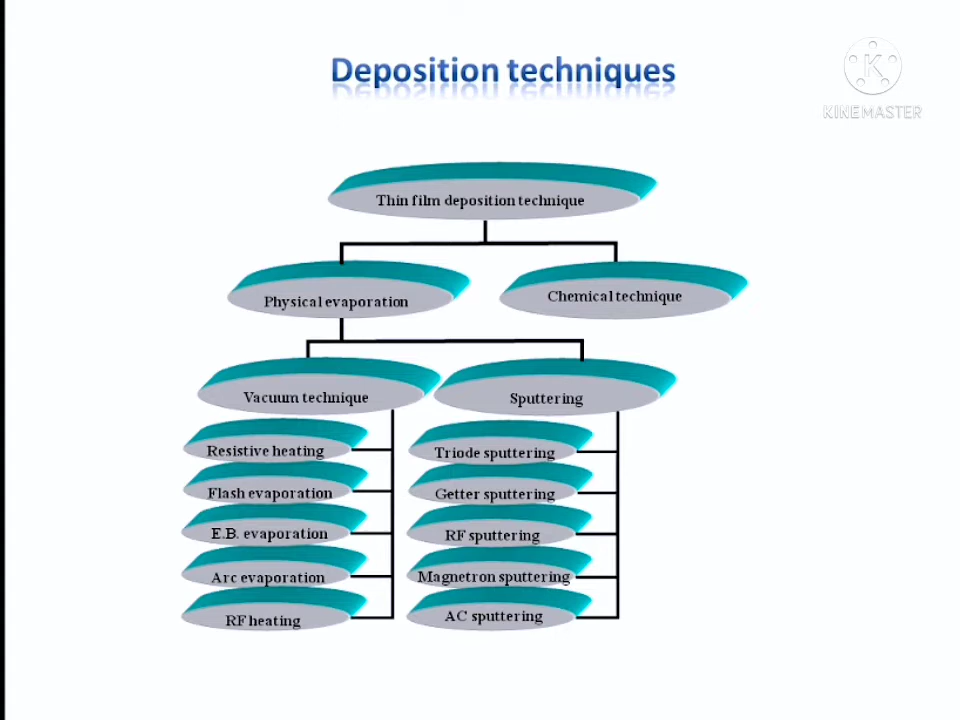 Deposition techniques
KINEMASTER
Thin film deposition technique
Physical evaporation
Chemical technique
Vacuum technique
Sputtering
Resistive heating
Flash evaporation
E.B. evaporation
Arc evaporation
RF heating
Triode sputtering
Getter sputtering
RF sputtering
Magnetron sputtering
AC sputtering